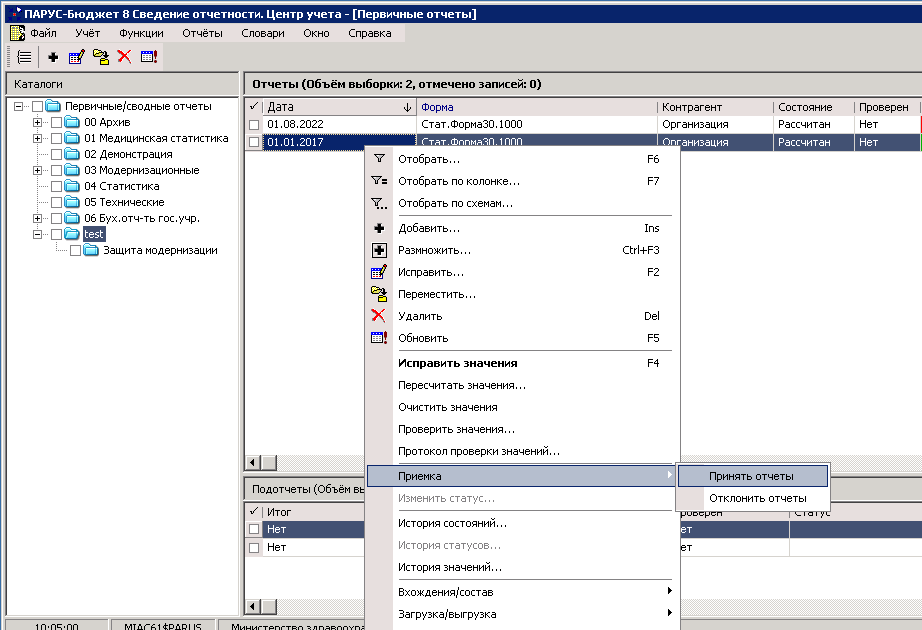 ПАРУС-Бюджет 8 Сведение отчетности. Центр учета - [Первичные отчеты]
Файл Учёт Функции Отчёты Словари Окно Справка
Каталоги
Первичные/сводные отчеты
00 Архив
01 Медицинская статистика
02 Демонстрация
03 Модернизационные
04 Статистика
05 Технические
06 Бух.отч-ть гос.учр.
test
Защита модернизации
Отчеты (Объём выборки: 2, отмечено записей: 0)
Дата Форма Контрагент Состояние Проверен
01.08.2022 Стат.Форма30.1000 Организация Рассчитан Нет
01.01.2017 Стат.Форма30.1000 Организация Рассчитан Нет
Отобрать... F6
Отобрать по колонке... F7
Отобрать по схемам...
Добавить... Ins
Размножить... Ctrl+F3
Исправить... F2
Переместить...
Удалить Del
Обновить F5
Исправить значения F4
Пересчитать значения...
Очистить значения
Проверить значения...
Протокол проверки значений...
Приемка
Изменить статус...
История состояний...
История статусов...
История значений...
Вхождения/состав
Загрузка/выгрузка
Принять отчеты
Отклонить отчеты
Подотчеты (Объём вы
Итог роверен Статус
Нет ет
Нет ет
10:05:00 MIAC61$PARUS Министерство здравоохра